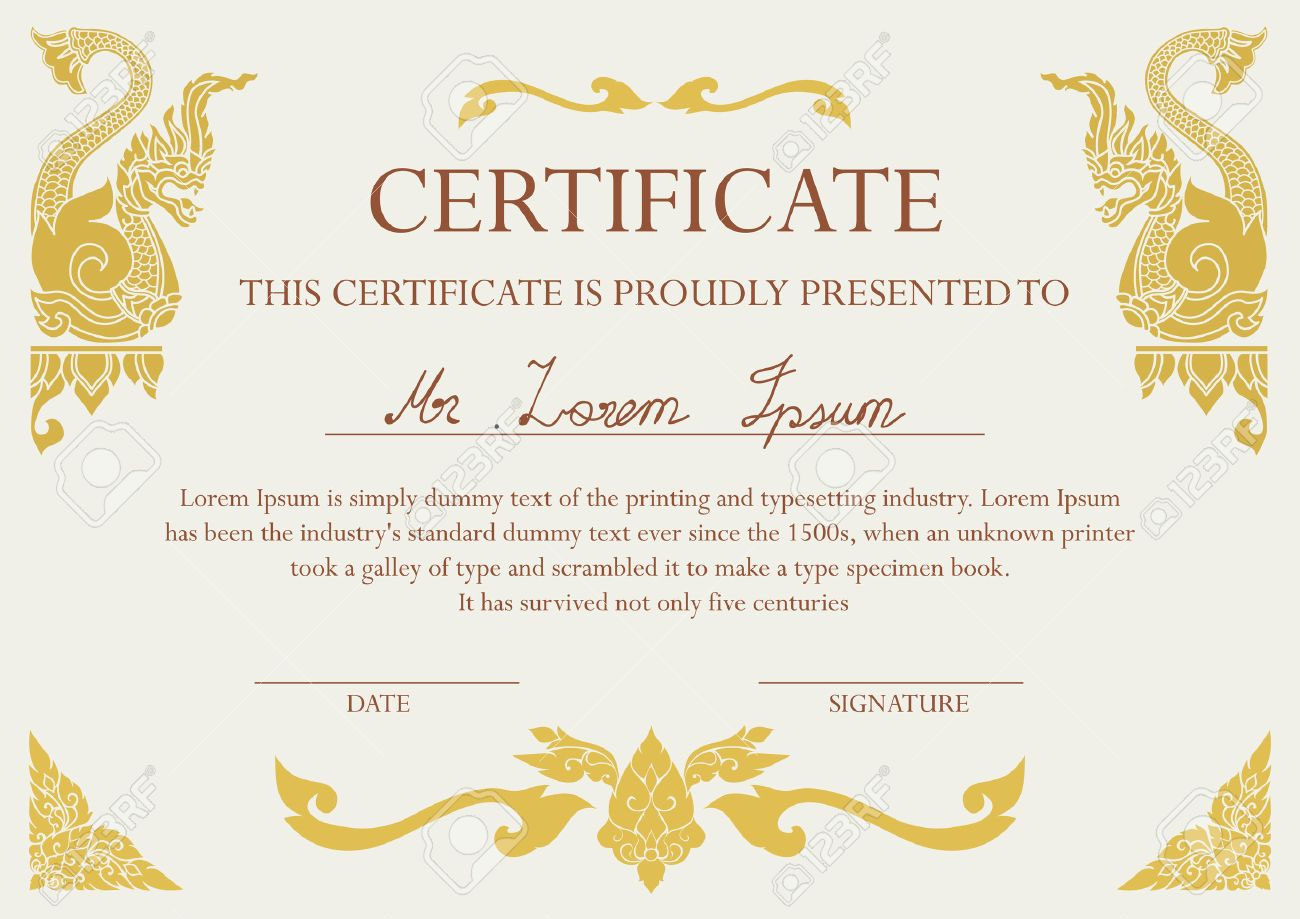 CERTIFICATE
THIS CERTIFICATE IS PROUDLY PRESENTED TO
Mr . Lorem Ipsum
Lorem Ipsum is simply dummy text of the printing and typesetting industry. Lorem Ipsum
has been the industry's standard dummy text ever since the 1500s, when an unknown printer
took a galley of type and scrambled it to make a type specimen book.
It has survived not only five centuries
DATE
SIGNATURE
123RF